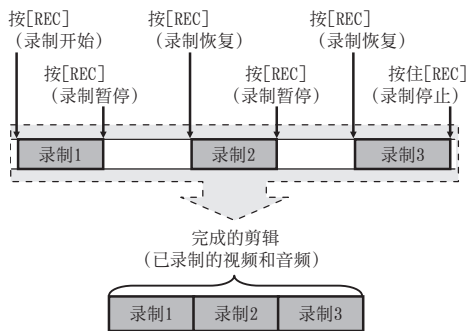 按[REC]
(录制开始)
按[REC]
(录制恢复)
按[REC]
(录制恢复)
按[REC]
(录制暂停)
按[REC]
(录制暂停)
按住[REC]
(录制停止)
录制1
录制2
录制3
完成的剪辑
(已录制的视频和音频)
录制1
录制2
录制3